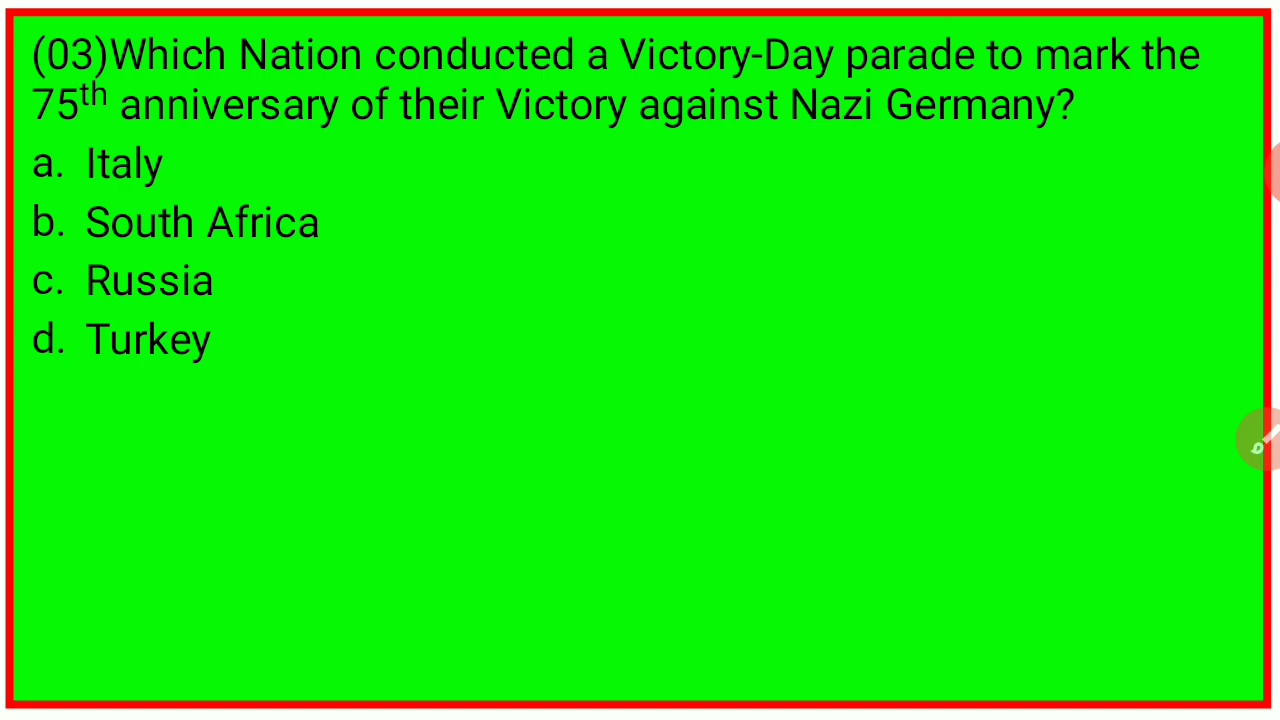 (03)Which Nation conducted a Victory-Day parade to mark the
75th anniversary of their Victory against Nazi Germany?
a. Italy
b. South Africa
c. Russia
d. Turkey